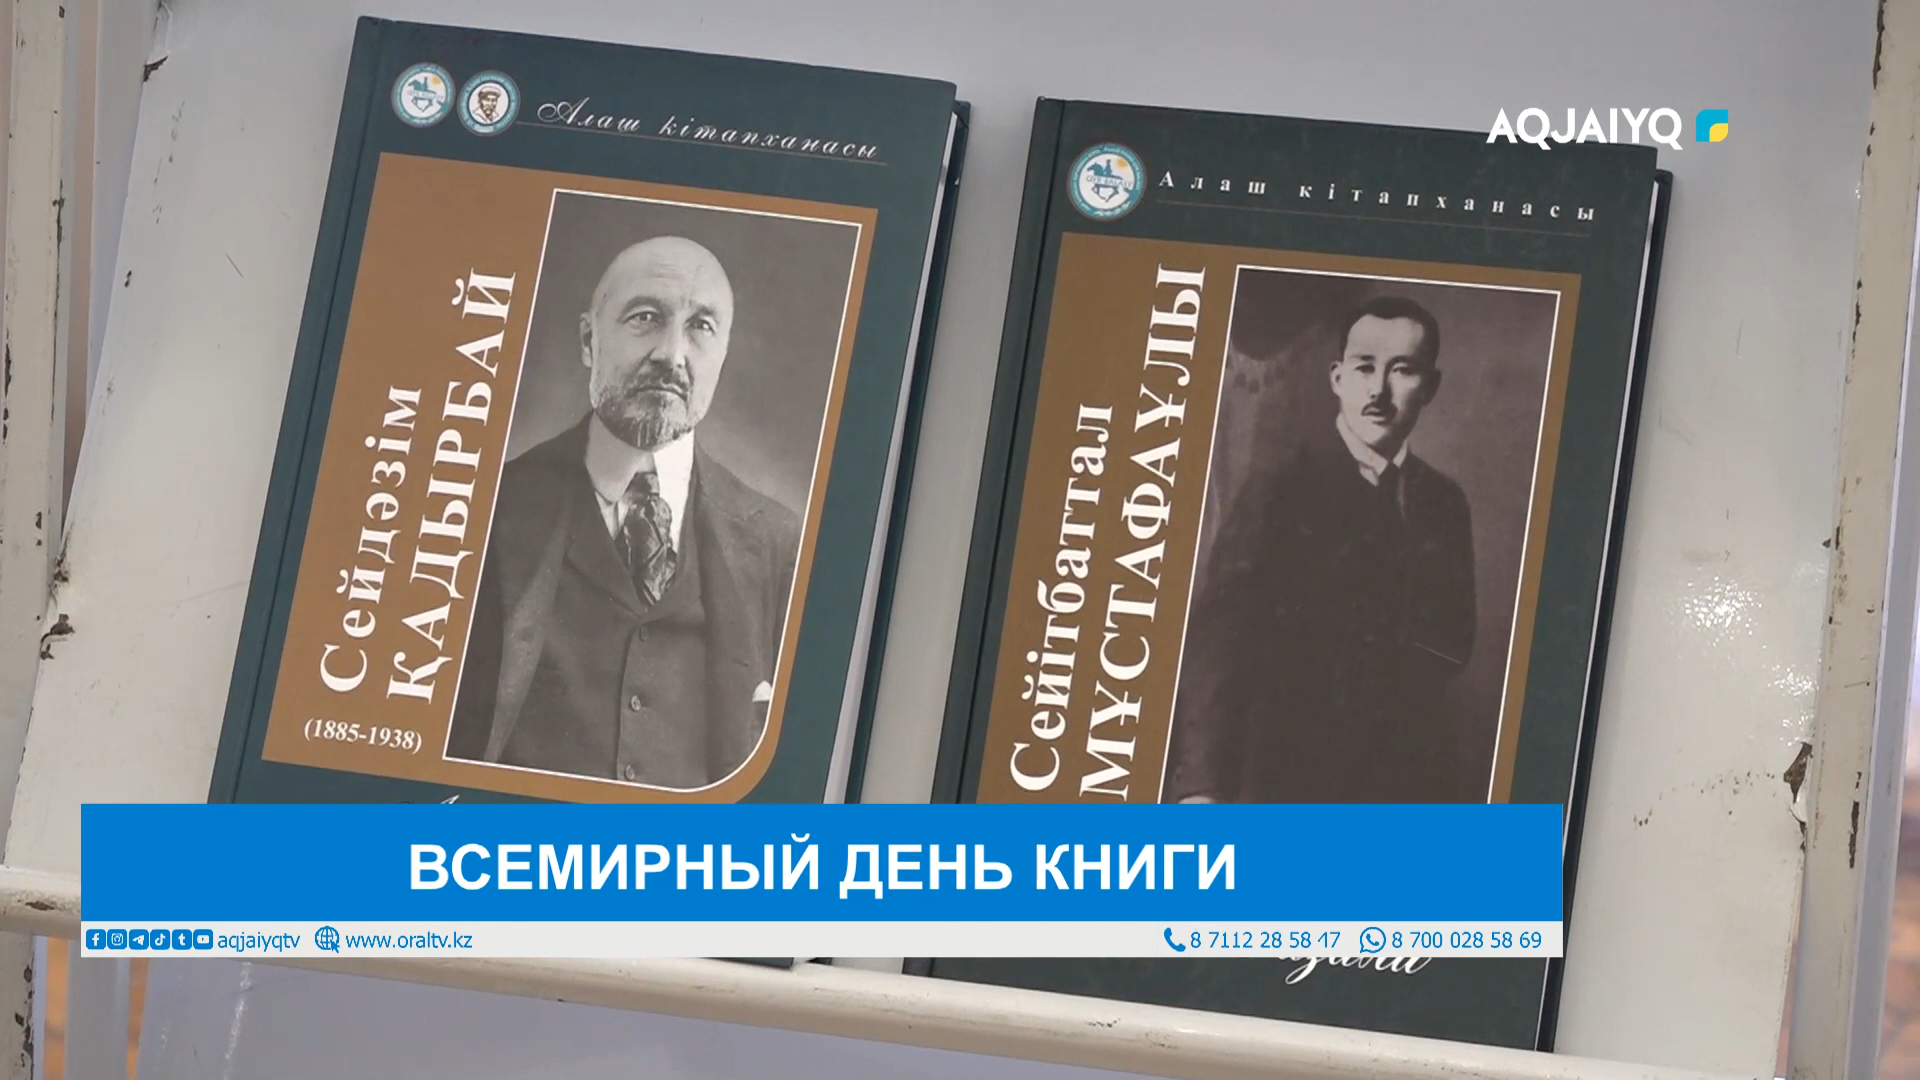 AQJAIYQ
Алаш кітапханасы
Сейдәзім
ҚАДЫРБАЙ
(1885-1938)
Алаш кітапханасы
Сейітбаттал
МҰСТАФАҰЛЫ
ВСЕМИРНЫЙ ДЕНЬ КНИГИ
aqjaiyqtv www.oraltv.kz 8 7112 28 58 47 8 700 028 58 69